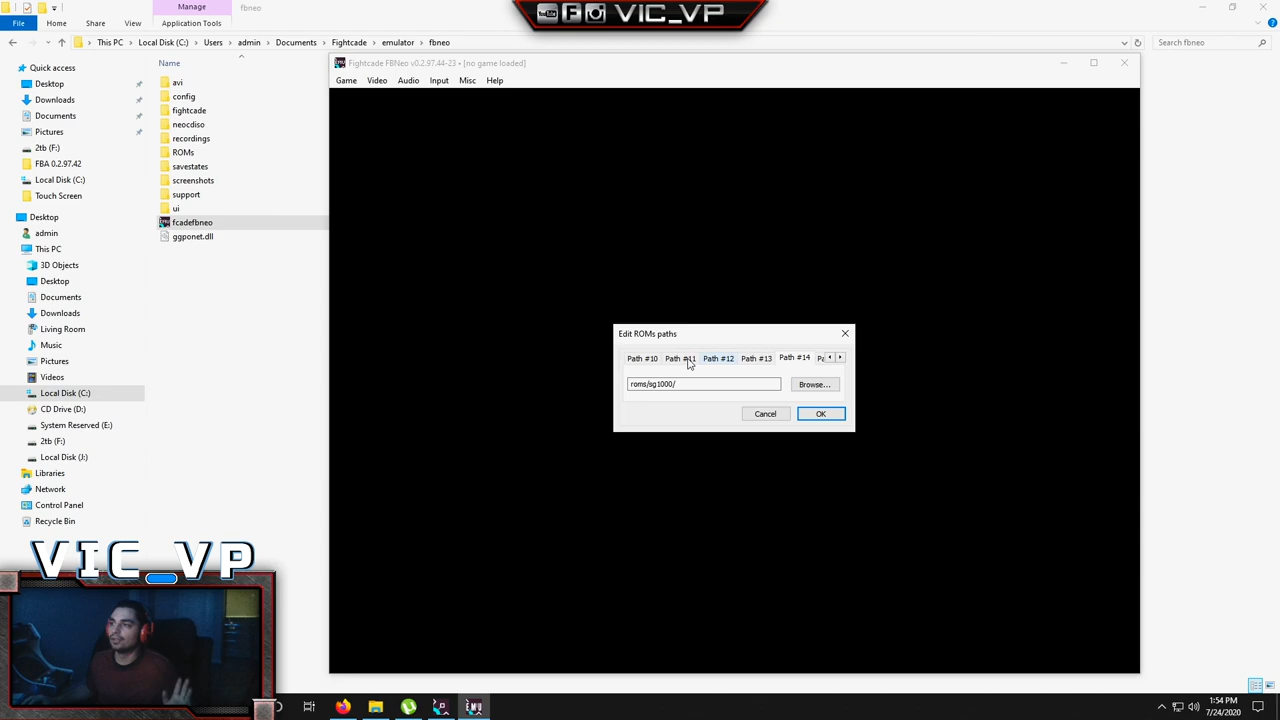 Manage
fbneo
VIC_VP
File
Home
Share
View
Application Tools
This PC
Local Disk (C:)
Users
admin
Documents
Fightcade
emulator
fbneo
Search fbneo
Quick access
Desktop
Downloads
Documents
Pictures
2tb (F:)
FBA 0.2.97.42
Local Disk (C:)
Touch Screen
Desktop
admin
This PC
3D Objects
Desktop
Documents
Downloads
Living Room
Music
Pictures
Videos
Local Disk (C:)
CD Drive (D:)
System Reserved (E:)
2tb (F:)
Local Disk (J:)
Libraries
Network
Control Panel
Recycle Bin
Name
avi
config
fightcade
neocdiso
recordings
ROMs
savestates
screenshots
support
ui
fcadefbneo
ggponet.dll
Fightcade FBNeo v0.2.97.44-23 • [no game loaded]
Game Video Audio Input Misc Help
Edit ROMs paths
Path #10 Path #11 Path #12 Path #13 Path #14 Pa
roms/sg1000/
Browse...
Cancel
OK
VIC_VP
1:54 PM
7/24/2020